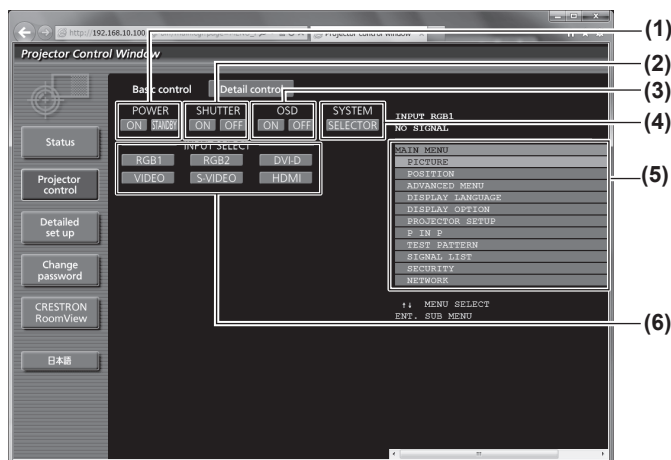 http://192.168.10.100
Projector Control Window
(1)
(2)
(3)
(4)
(5)
(6)
Basic control
Detail control
POWER
ON STANDBY
SHUTTER
ON OFF
OSD
ON OFF
SYSTEM
SELECTOR
INPUT SELECT
RGB1 RGB2 DVI-D
VIDEO S-VIDEO HDMI
INPUT RGB1
NO SIGNAL
MAIN MENU
PICTURE
POSITION
ADVANCED MENU
DISPLAY LANGUAGE
DISPLAY OPTION
PROJECTOR SETUP
P IN P
TEST PATTERN
SIGNAL LIST
SECURITY
NETWORK
↑↓ MENU SELECT
ENT. SUB MENU
Status
Projector
control
Detailed
set up
Change
password
CRESTRON
RoomView
日本語